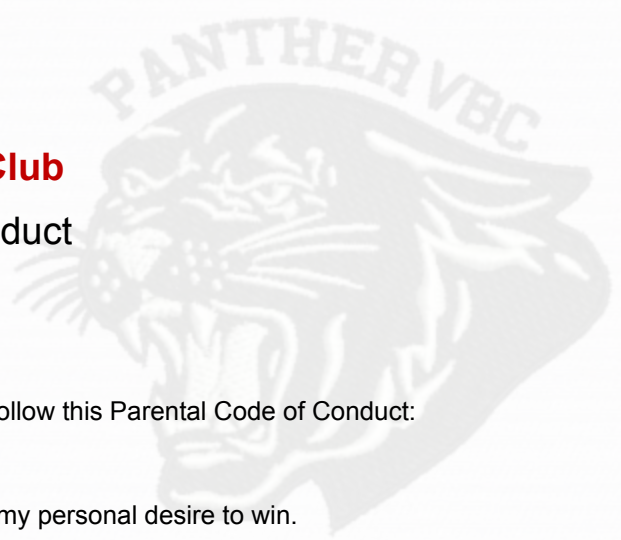 PANTHER VBC
Club
duct
ollow this Parental Code of Conduct:
my personal desire to win.